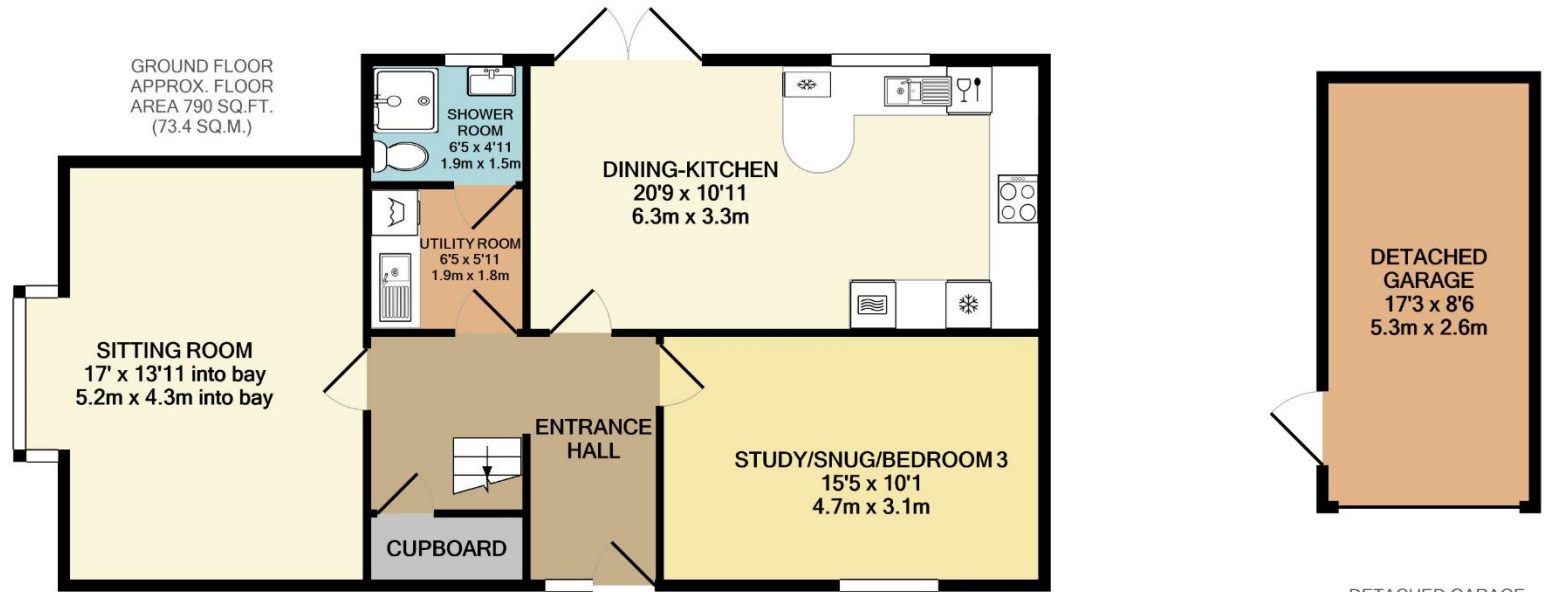 GROUND FLOOR
APPROX. FLOOR
AREA 790 SQ.FT.
(73.4 SQ.M.)
SHOWER
ROOM
6'5 x 4'11
1.9m x 1.5m
DINING-KITCHEN
20'9 x 10'11
6.3m x 3.3m
UTILITY ROOM
6'5 x 5'11
1.9m x 1.8m
SITTING ROOM
17' x 13'11 into bay
5.2m x 4.3m into bay
ENTRANCE
HALL
STUDY/SNUG/BEDROOM 3
15'5 x 10'1
4.7m x 3.1m
CUPBOARD
DETACHED
GARAGE
17'3 x 8'6
5.3m x 2.6m
DETACHED GARAGE